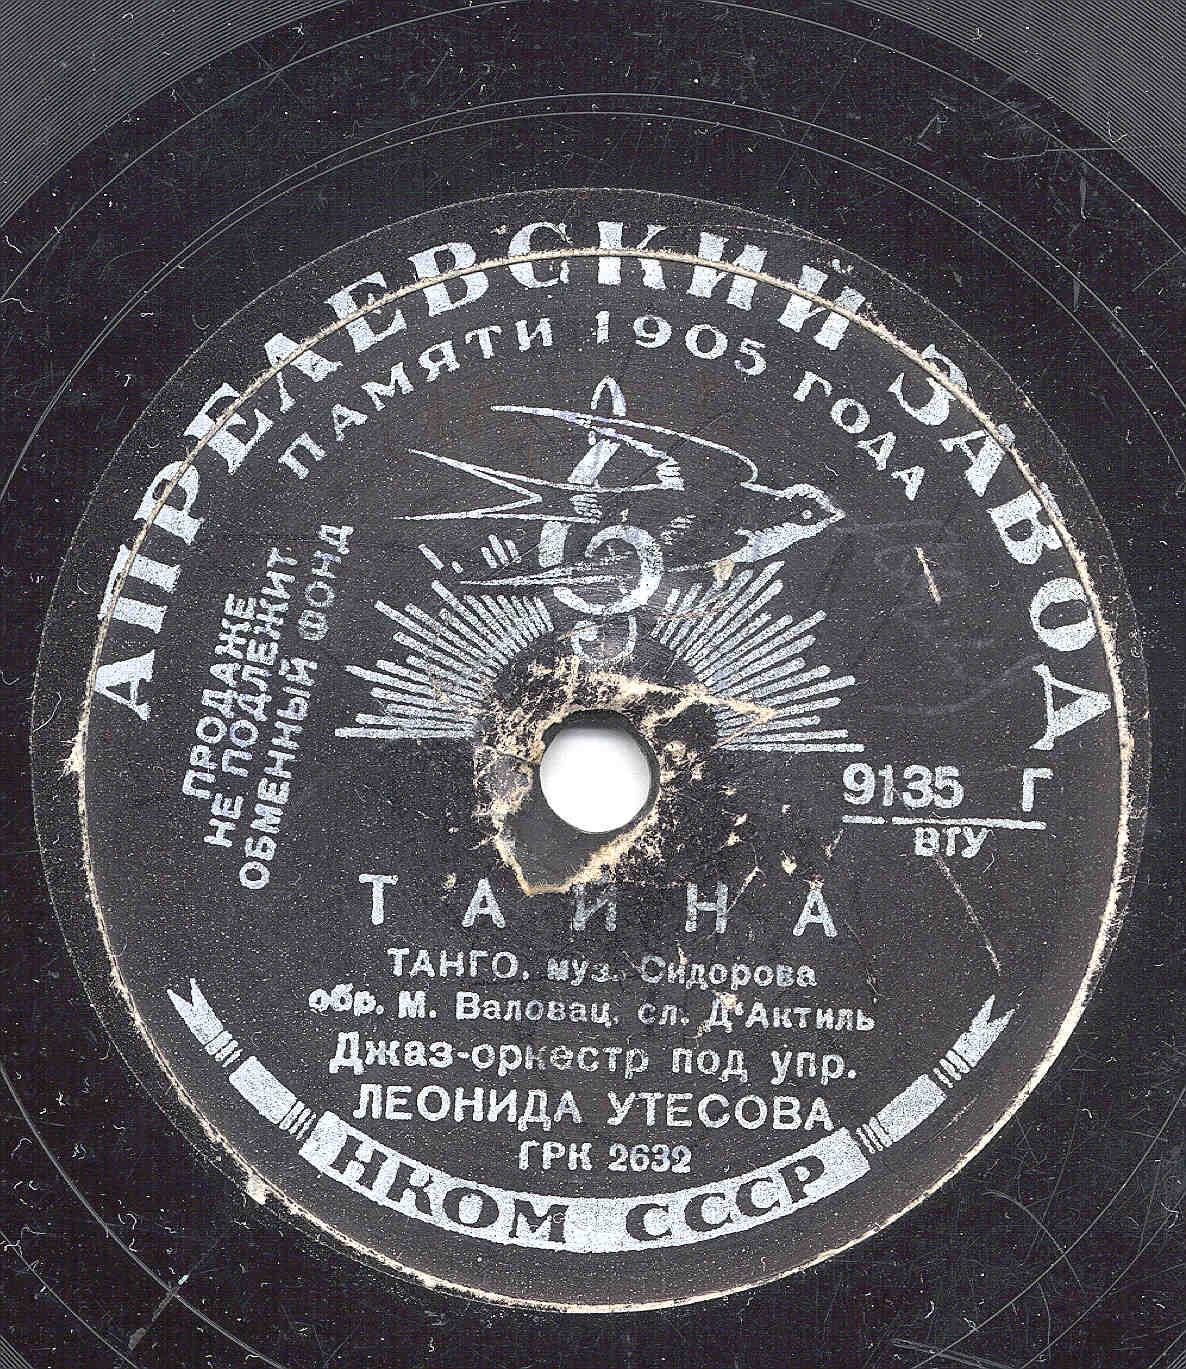 АПРЕЛЕВСКИЙ ЗАВОД
ПАМЯТИ 1905 ГОДА
ПРОДАЖЕ
НЕ ПОДЛЕЖИТ
ОБМЕННЫЙ ФОНД
9135 Г
ВТУ
ТАЙНА
ТАНГО. муз. Сидорова
обр. М. Валовац, сл. Д'Актиль
Джаз-оркестр под упр.
ЛЕОНИДА УТЕСОВА
ГРК 2632
НКОМ СССР